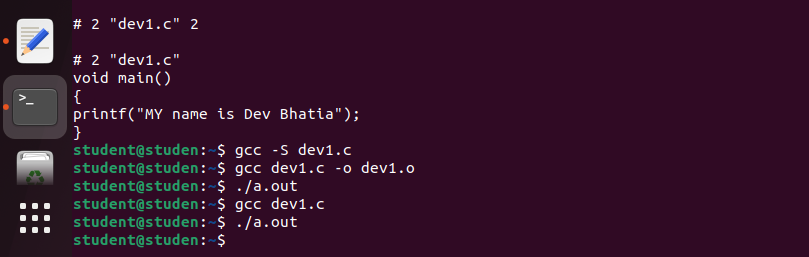 # 2 "dev1.c" 2
# 2 "dev1.c"
void main()
{
printf("MY name is Dev Bhatia");
}
student@studen:~$ gcc -S dev1.c
student@studen:~$ gcc dev1.c -o dev1.o
student@studen:~$ ./a.out
student@studen:~$ gcc dev1.c
student@studen:~$ ./a.out
student@studen:~$